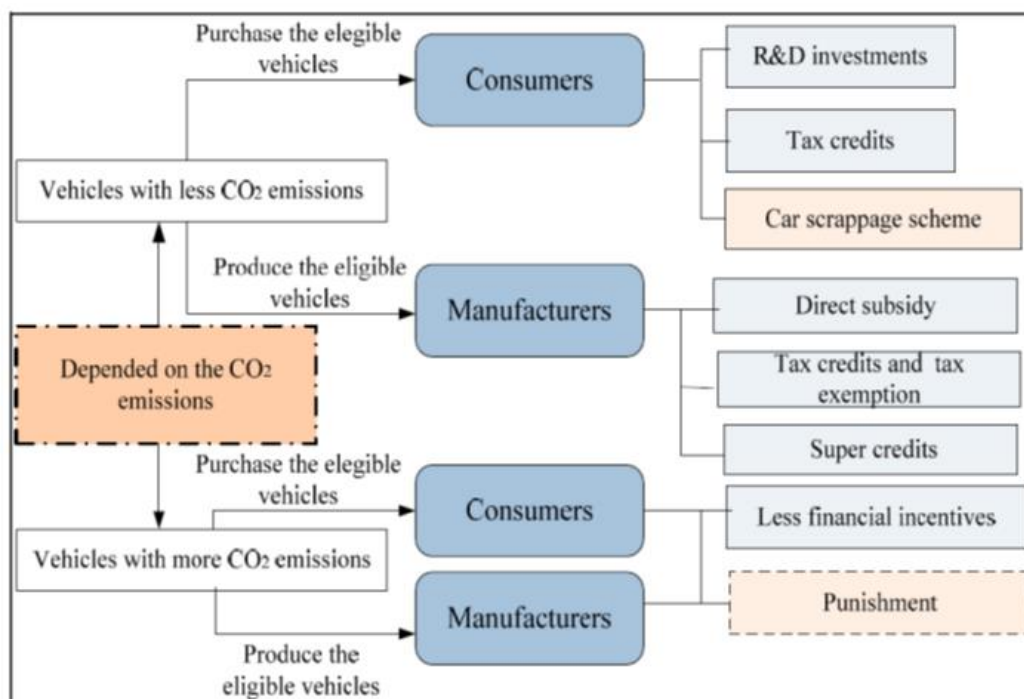 Purchase the elegible
vehicles
Consumers
R&D investments
Tax credits
Car scrappage scheme
Vehicles with less CO₂ emissions
Produce the eligible
vehicles
Manufacturers
Direct subsidy
Tax credits and tax
exemption
Super credits
Depended on the CO₂
emissions
Purchase the elegible
vehicles
Consumers
Less financial incentives
Vehicles with more CO₂ emissions
Manufacturers
Punishment
Produce the
eligible vehicles